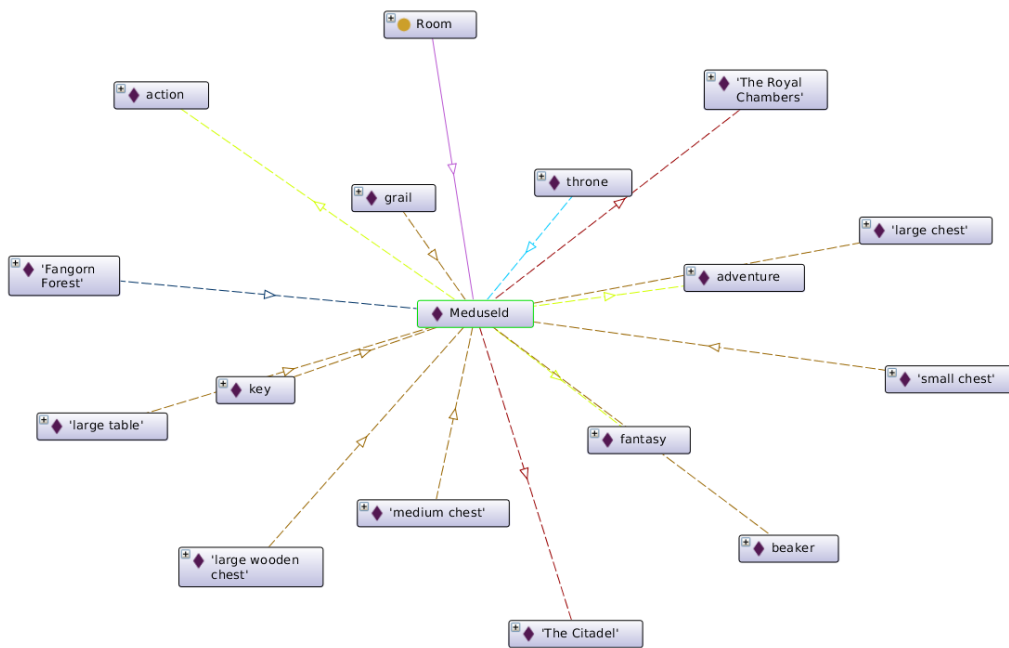 Room
'The Royal
Chambers'
action
throne
grail
'large chest'
'Fangorn
Forest'
adventure
Meduseld
'small chest'
key
'large table'
fantasy
'medium chest'
beaker
'large wooden
chest'
'The Citadel'